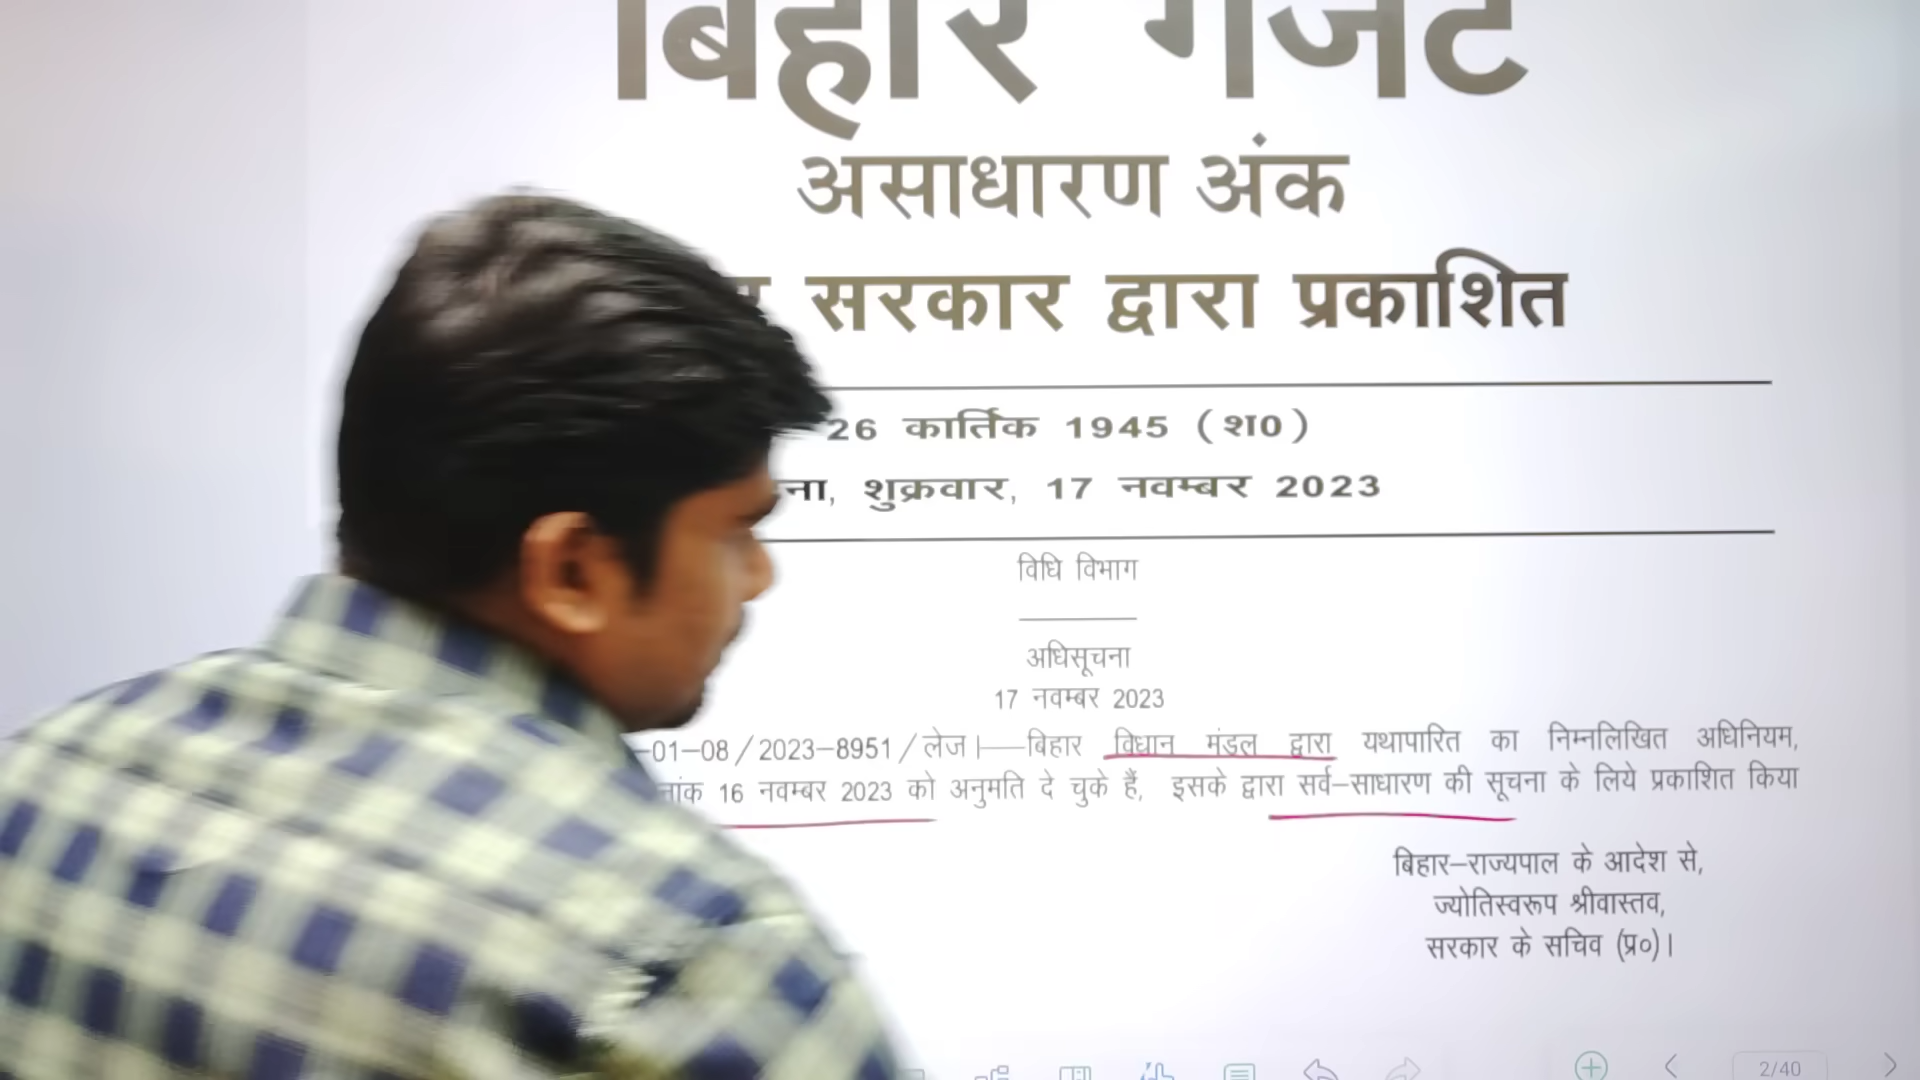 बिहार गजट
असाधारण अंक
सरकार द्वारा प्रकाशित
26 कार्तिक 1945 (श0)
शुक्रवार, 17 नवम्बर 2023
विधि विभाग
अधिसूचना
17 नवम्बर 2023
–01–08/2023–8951/लेज।—बिहार विधान मंडल द्वारा यथापारित का निम्नलिखित अधिनियम,
16 नवम्बर 2023 को अनुमति दे चुके हैं, इसके द्वारा सर्व–साधारण की सूचना के लिये प्रकाशित किया
बिहार–राज्यपाल के आदेश से,
ज्योतिस्वरूप श्रीवास्तव,
सरकार के सचिव (प्र०)।
2/40